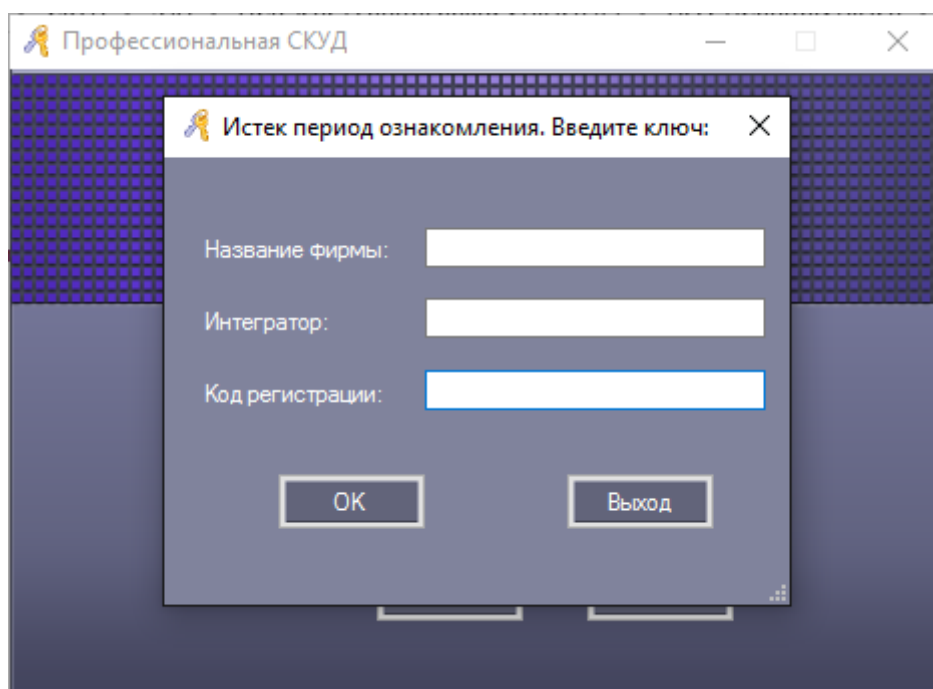 Профессиональная СКУД
Истек период ознакомления. Введите ключ:
Название фирмы:
Интегратор:
Код регистрации:
OK
Выход